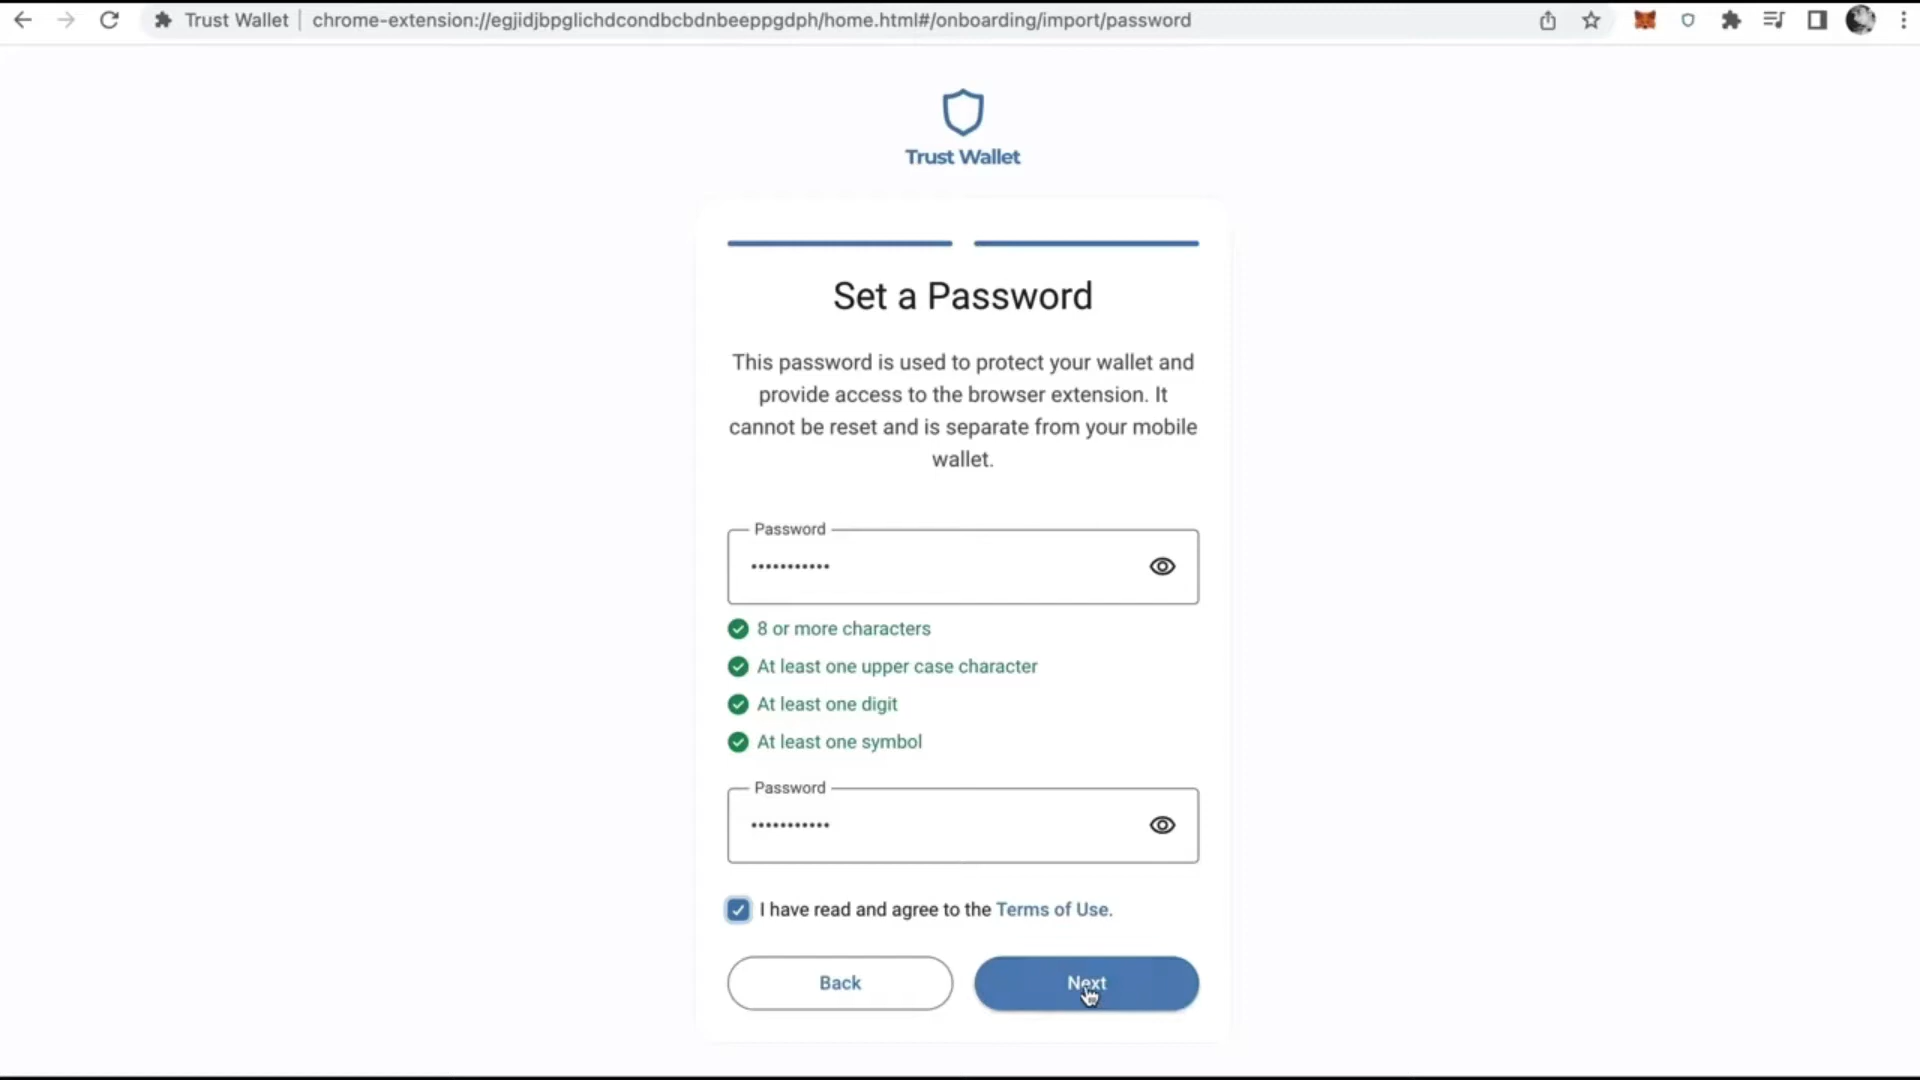 Trust Wallet | chrome-extension://egjidjbpglichdcondbcbdnbeeppgdph/home.html#/onboarding/import/password
Trust Wallet
Set a Password
This password is used to protect your wallet and
provide access to the browser extension. It
cannot be reset and is separate from your mobile
wallet.
Password
•••••••••••
8 or more characters
At least one upper case character
At least one digit
At least one symbol
Password
•••••••••••
I have read and agree to the Terms of Use.
Back
Next